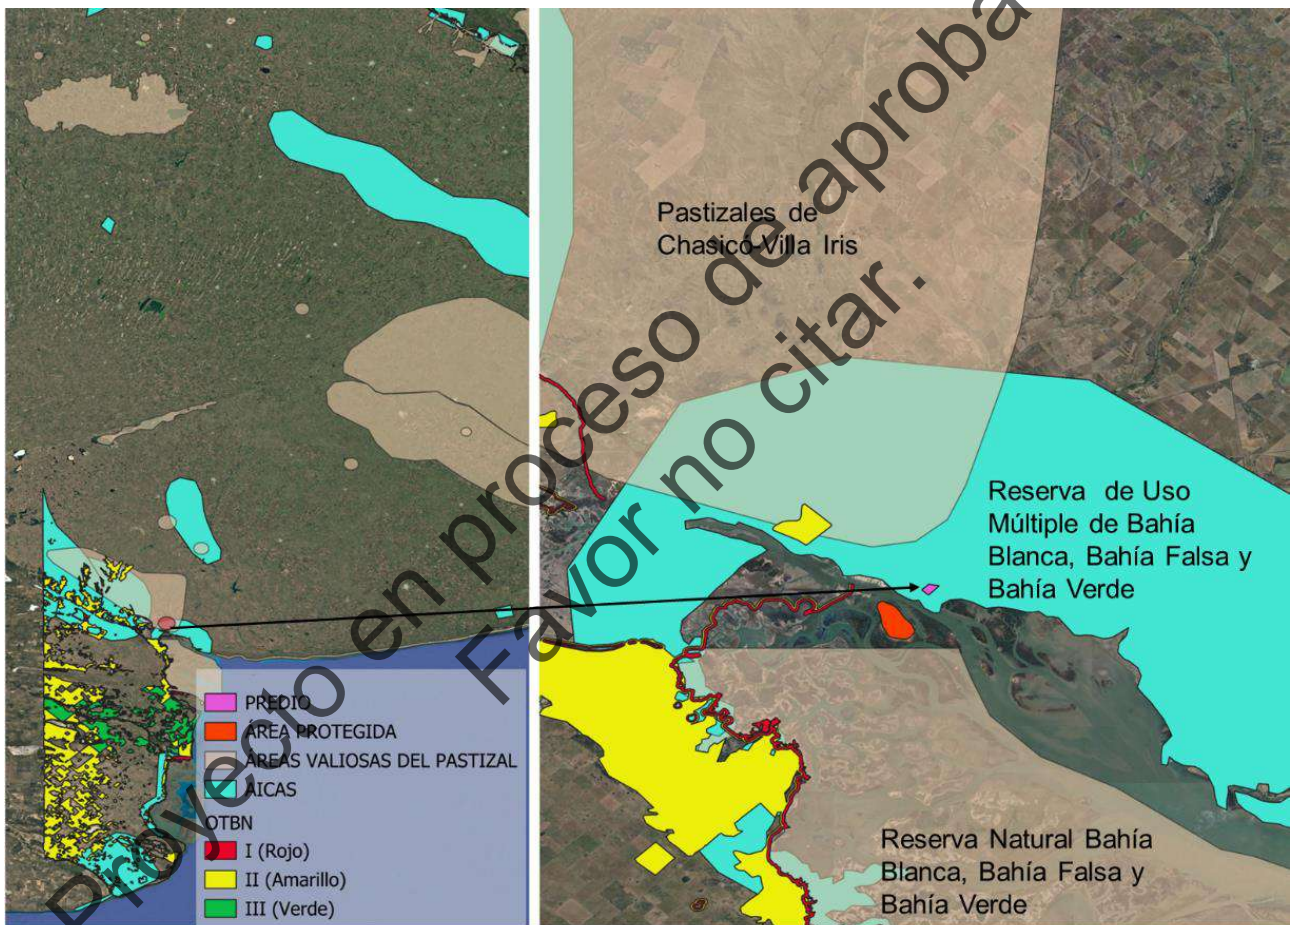 Pastizales de
Chasicó-Villa Iris
Reserva de Uso
Múltiple de Bahía
Blanca, Bahía Falsa y
Bahía Verde
PREDIO
ÁREA PROTEGIDA
ÁREAS VALIOSAS DEL PASTIZAL
AICAS
OTBN
I (Rojo)
II (Amarillo)
III (Verde)
Reserva Natural Bahía
Blanca, Bahía Falsa y
Bahía Verde
Proyecto en proceso de aproba
Favor no citar.